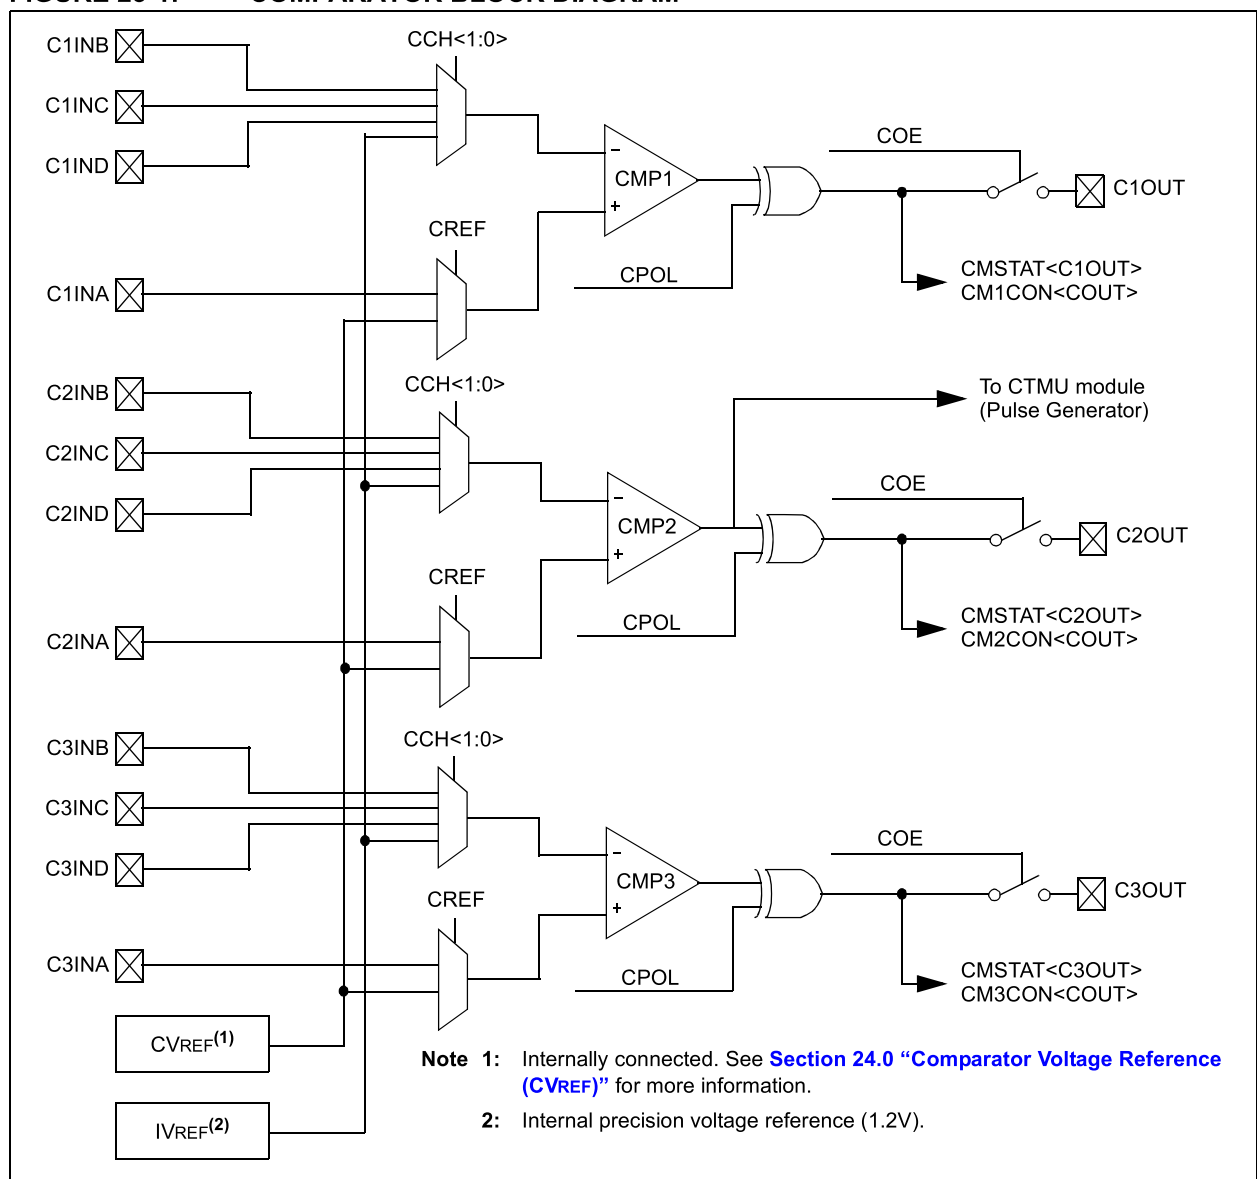 C1INB
CCH<1:0>
C1INC
C1IND
COE
CMP1
C1OUT
CREF
CPOL
CMSTAT<C1OUT>
CM1CON<COUT>
C1INA
C2INB
CCH<1:0>
To CTMU module
(Pulse Generator)
C2INC
C2IND
COE
CMP2
C2OUT
CREF
CPOL
CMSTAT<C2OUT>
CM2CON<COUT>
C2INA
C3INB
CCH<1:0>
C3INC
C3IND
COE
CMP3
C3OUT
CREF
CPOL
CMSTAT<C3OUT>
CM3CON<COUT>
C3INA
CVREF(1)
IVREF(2)
Note 1: Internally connected. See Section 24.0 “Comparator Voltage Reference
(CVREF)” for more information.
2: Internal precision voltage reference (1.2V).